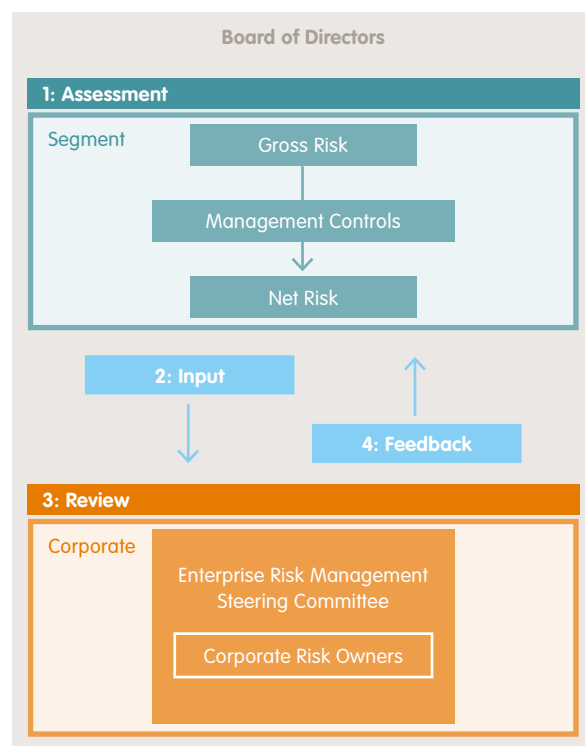 Board of Directors
1: Assessment
Segment
Gross Risk
Management Controls
Net Risk
2: Input
4: Feedback
3: Review
Corporate
Enterprise Risk Management
Steering Committee
Corporate Risk Owners